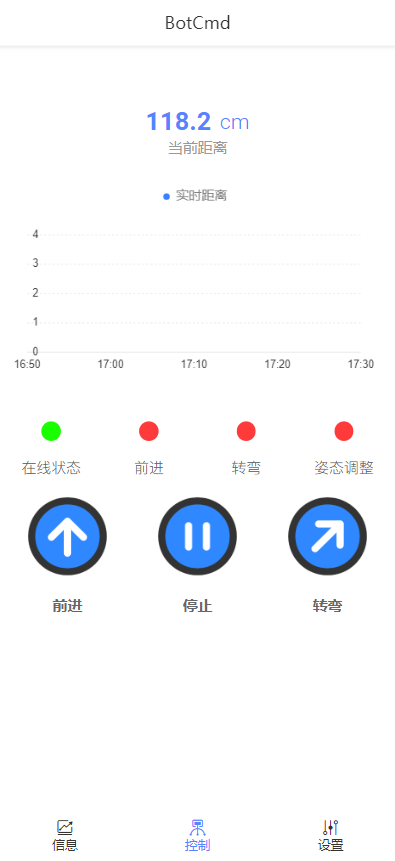 BotCmd
118.2 cm
当前距离
实时距离
4
3
2
1
0
16:50 17:00 17:10 17:20 17:30
在线状态 前进 转弯 姿态调整
前进 停止 转弯
信息 控制 设置